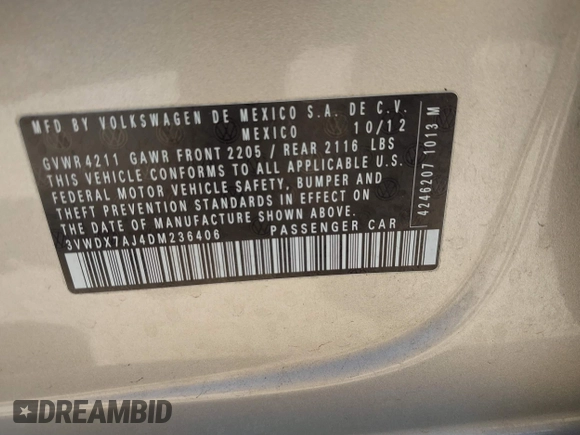 MFD BY VOLKSWAGEN DE MEXICO S.A. DE C.V.
MEXICO 10/12
GVWR 4211 GAWR FRONT 2205 / REAR 2116 LBS
THIS VEHICLE CONFORMS TO ALL APPLICABLE U.S.
FEDERAL MOTOR VEHICLE SAFETY, BUMPER AND
THEFT PREVENTION STANDARDS IN EFFECT ON
THE DATE OF MANUFACTURE SHOWN ABOVE.
3VWDX7AJ4DM236406 PASSENGER CAR
4246207 1013 M
DREAMBID